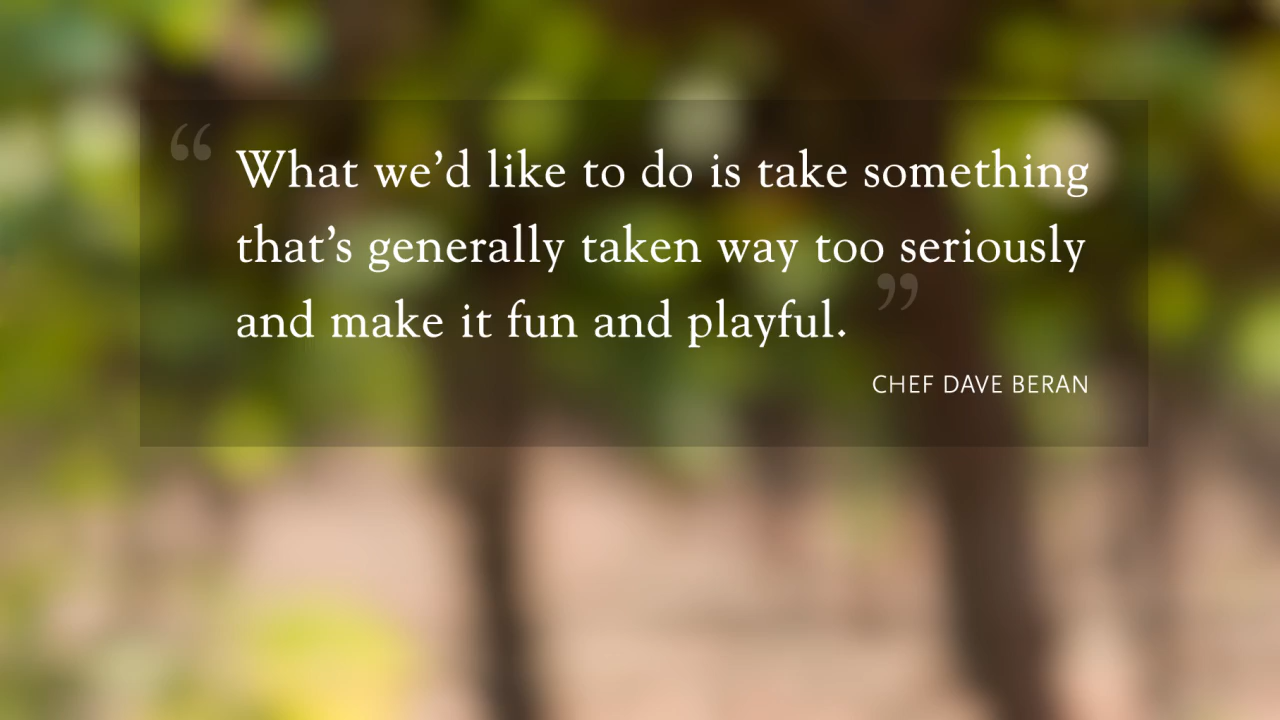 “ What we’d like to do is take something
that’s generally taken way too seriously
and make it fun and playful. ”
CHEF DAVE BERAN